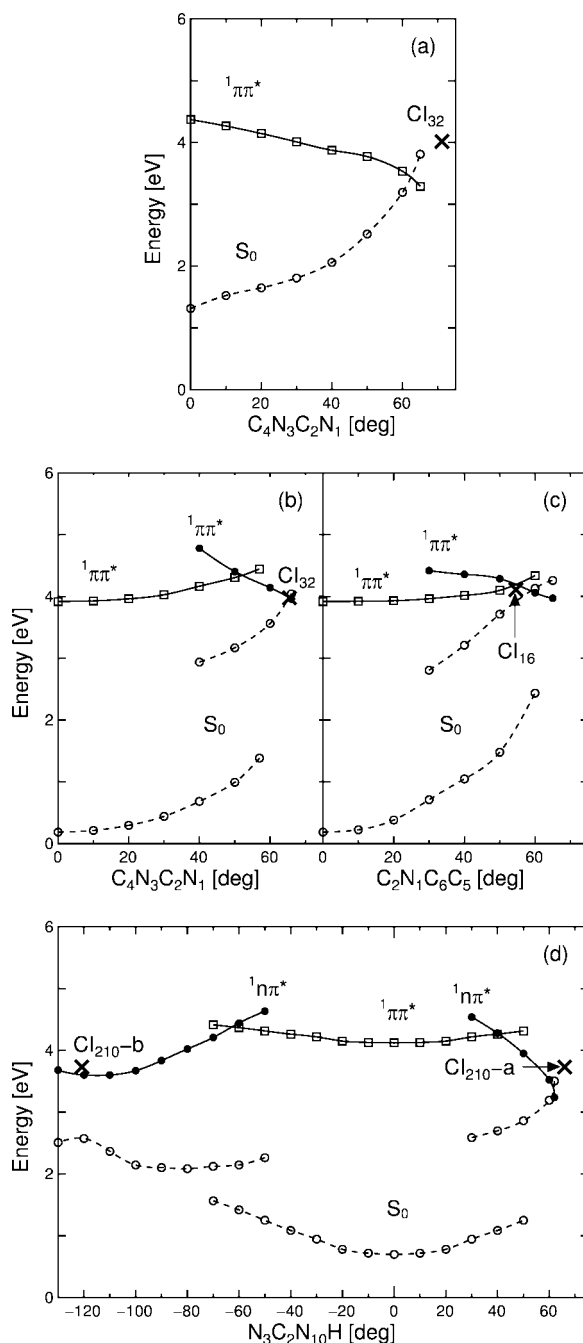 (a)
6
4
2
0
Energy [eV]
¹ππ*
CI₃₂
S₀
0 20 40 60
C₄N₃C₂N₁ [deg]
(b)
(c)
6
4
2
0
Energy [eV]
¹ππ*
¹ππ*
CI₃₂
S₀
¹ππ*
¹ππ*
CI₁₆
S₀
0 20 40 60
0 20 40 60
C₄N₃C₂N₁ [deg]
C₂N₁C₆C₅ [deg]
(d)
6
4
2
0
Energy [eV]
¹nπ*
¹ππ*
¹nπ*
CI₂₁₀−b
CI₂₁₀−a
S₀
−120 −100 −80 −60 −40 −20 0 20 40 60
N₃C₂N₁₀H [deg]